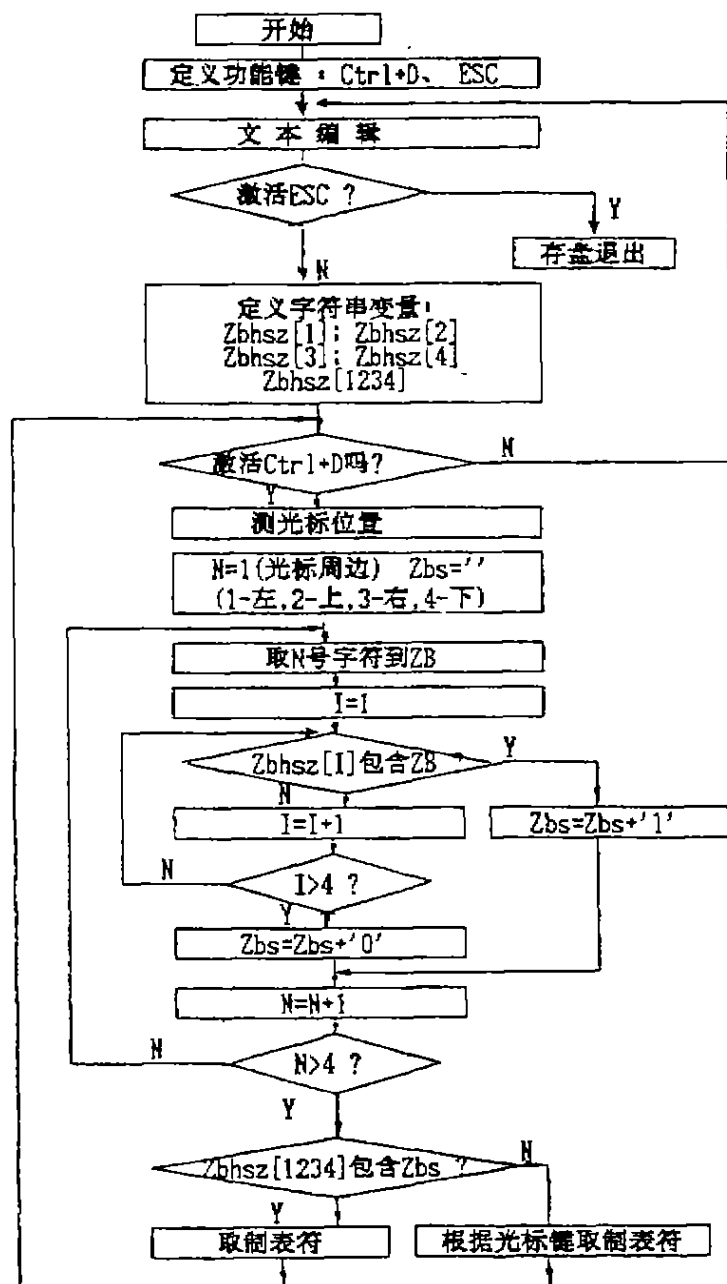 开始
定义功能键：Ctrl+D、ESC
文本编辑
激活ESC？
Y
存盘退出
N
定义字符串变量：
Zbhsz[1]；Zbhsz[2]
Zbhsz[3]；Zbhsz[4]
Zbhsz[1234]
激活Ctrl+D吗？
N
Y
测光标位置
N=1(光标周边) Zbs=''
(1-左,2-上,3-右,4-下)
取N号字符到ZB
I=1
Zbhsz[I]包含ZB
Y
N
I=I+1
Zbs=Zbs+'1'
N
I>4 ?
Y
Zbs=Zbs+'0'
N=N+1
N
N>4 ?
Y
Zbhsz[1234]包含Zbs ?
N
Y
取制表符
根据光标键取制表符